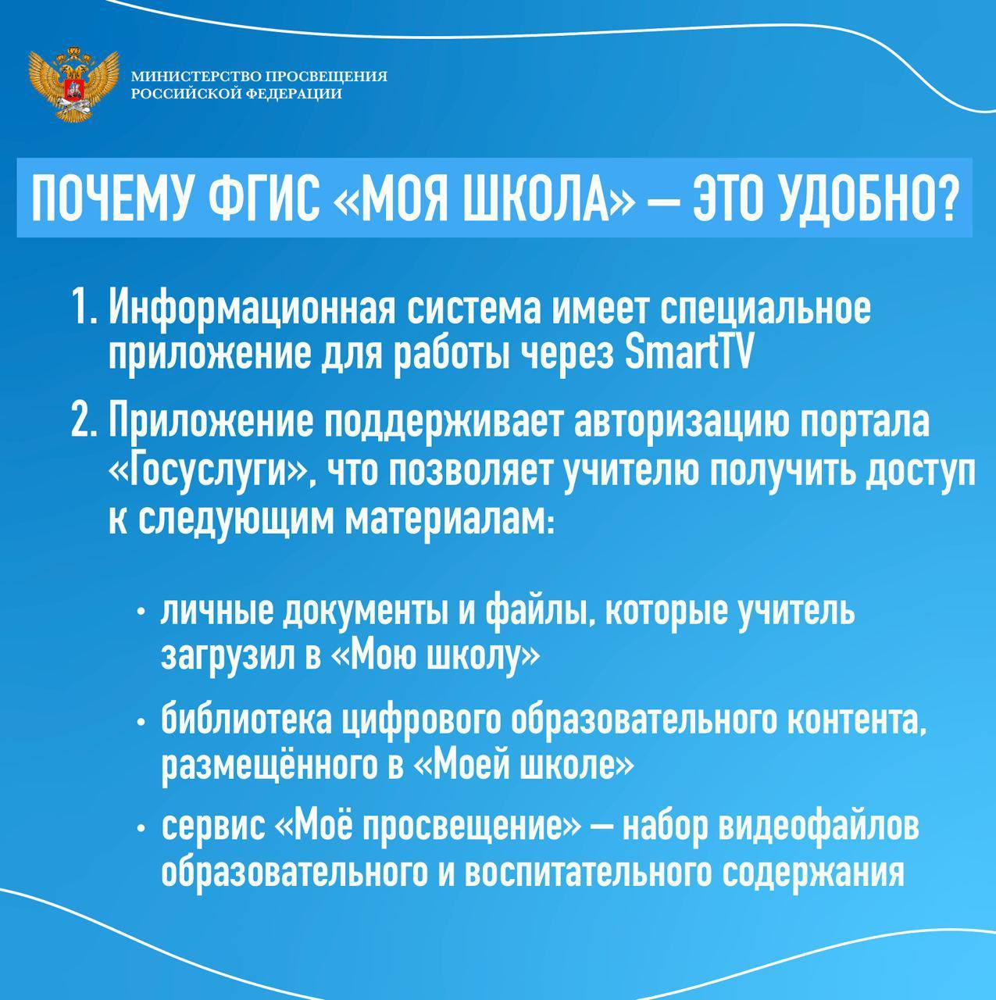 МИНИСТЕРСТВО ПРОСВЕЩЕНИЯ
РОССИЙСКОЙ ФЕДЕРАЦИИ
ПОЧЕМУ ФГИС «МОЯ ШКОЛА» – ЭТО УДОБНО?
1. Информационная система имеет специальное
приложение для работы через SmartTV
2. Приложение поддерживает авторизацию портала
«Госуслуги», что позволяет учителю получить доступ
к следующим материалам:
• личные документы и файлы, которые учитель
загрузил в «Мою школу»
• библиотека цифрового образовательного контента,
размещённого в «Моей школе»
• сервис «Моё просвещение» – набор видеофайлов
образовательного и воспитательного содержания